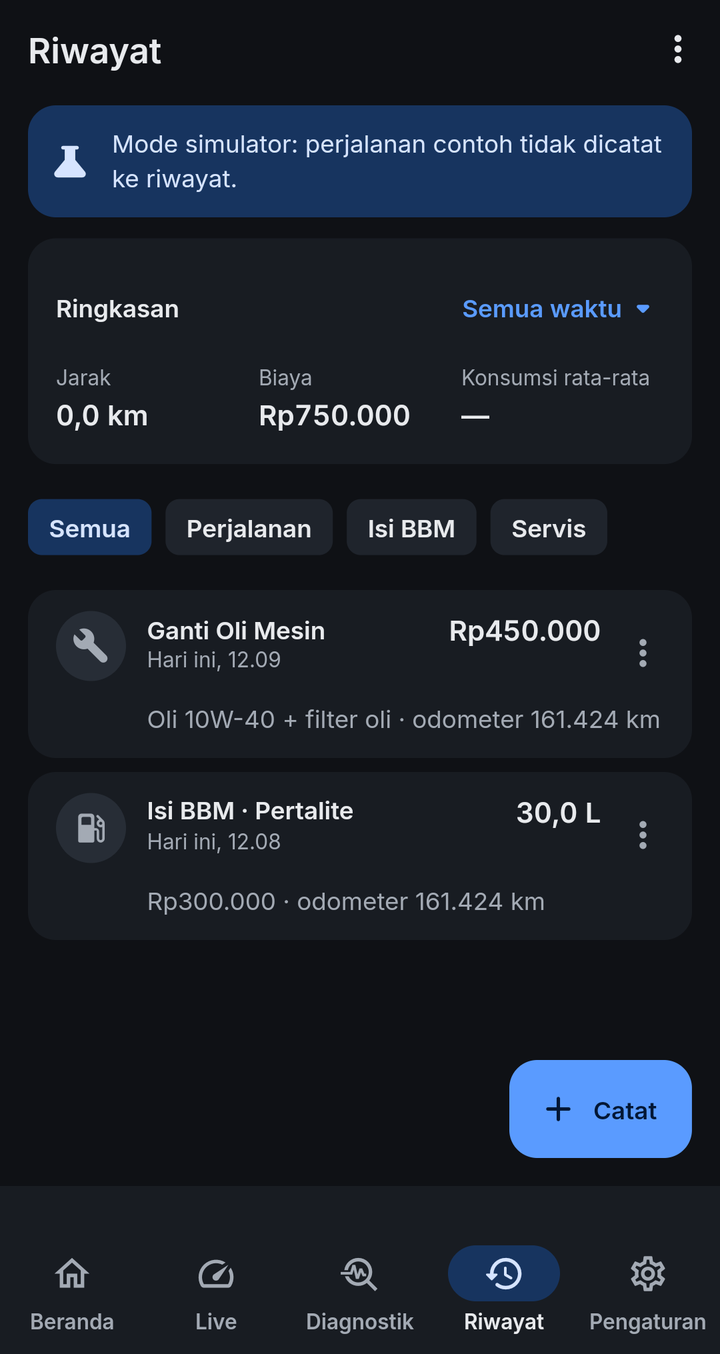 Riwayat
Mode simulator: perjalanan contoh tidak dicatat
ke riwayat.
Ringkasan
Semua waktu
Jarak
Biaya
Konsumsi rata-rata
0,0 km
Rp750.000
—
Semua
Perjalanan
Isi BBM
Servis
Ganti Oli Mesin
Rp450.000
Hari ini, 12.09
Oli 10W-40 + filter oli · odometer 161.424 km
Isi BBM · Pertalite
30,0 L
Hari ini, 12.08
Rp300.000 · odometer 161.424 km
Catat
Beranda
Live
Diagnostik
Riwayat
Pengaturan